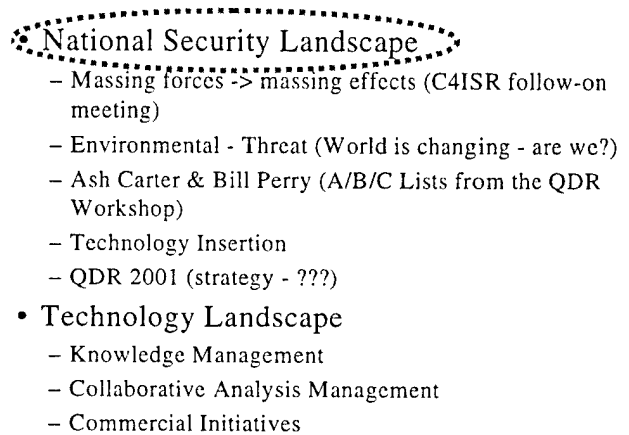 • National Security Landscape
– Massing forces -> massing effects (C4ISR follow-on
meeting)
– Environmental - Threat (World is changing - are we?)
– Ash Carter & Bill Perry (A/B/C Lists from the QDR
Workshop)
– Technology Insertion
– QDR 2001 (strategy - ???)
• Technology Landscape
– Knowledge Management
– Collaborative Analysis Management
– Commercial Initiatives